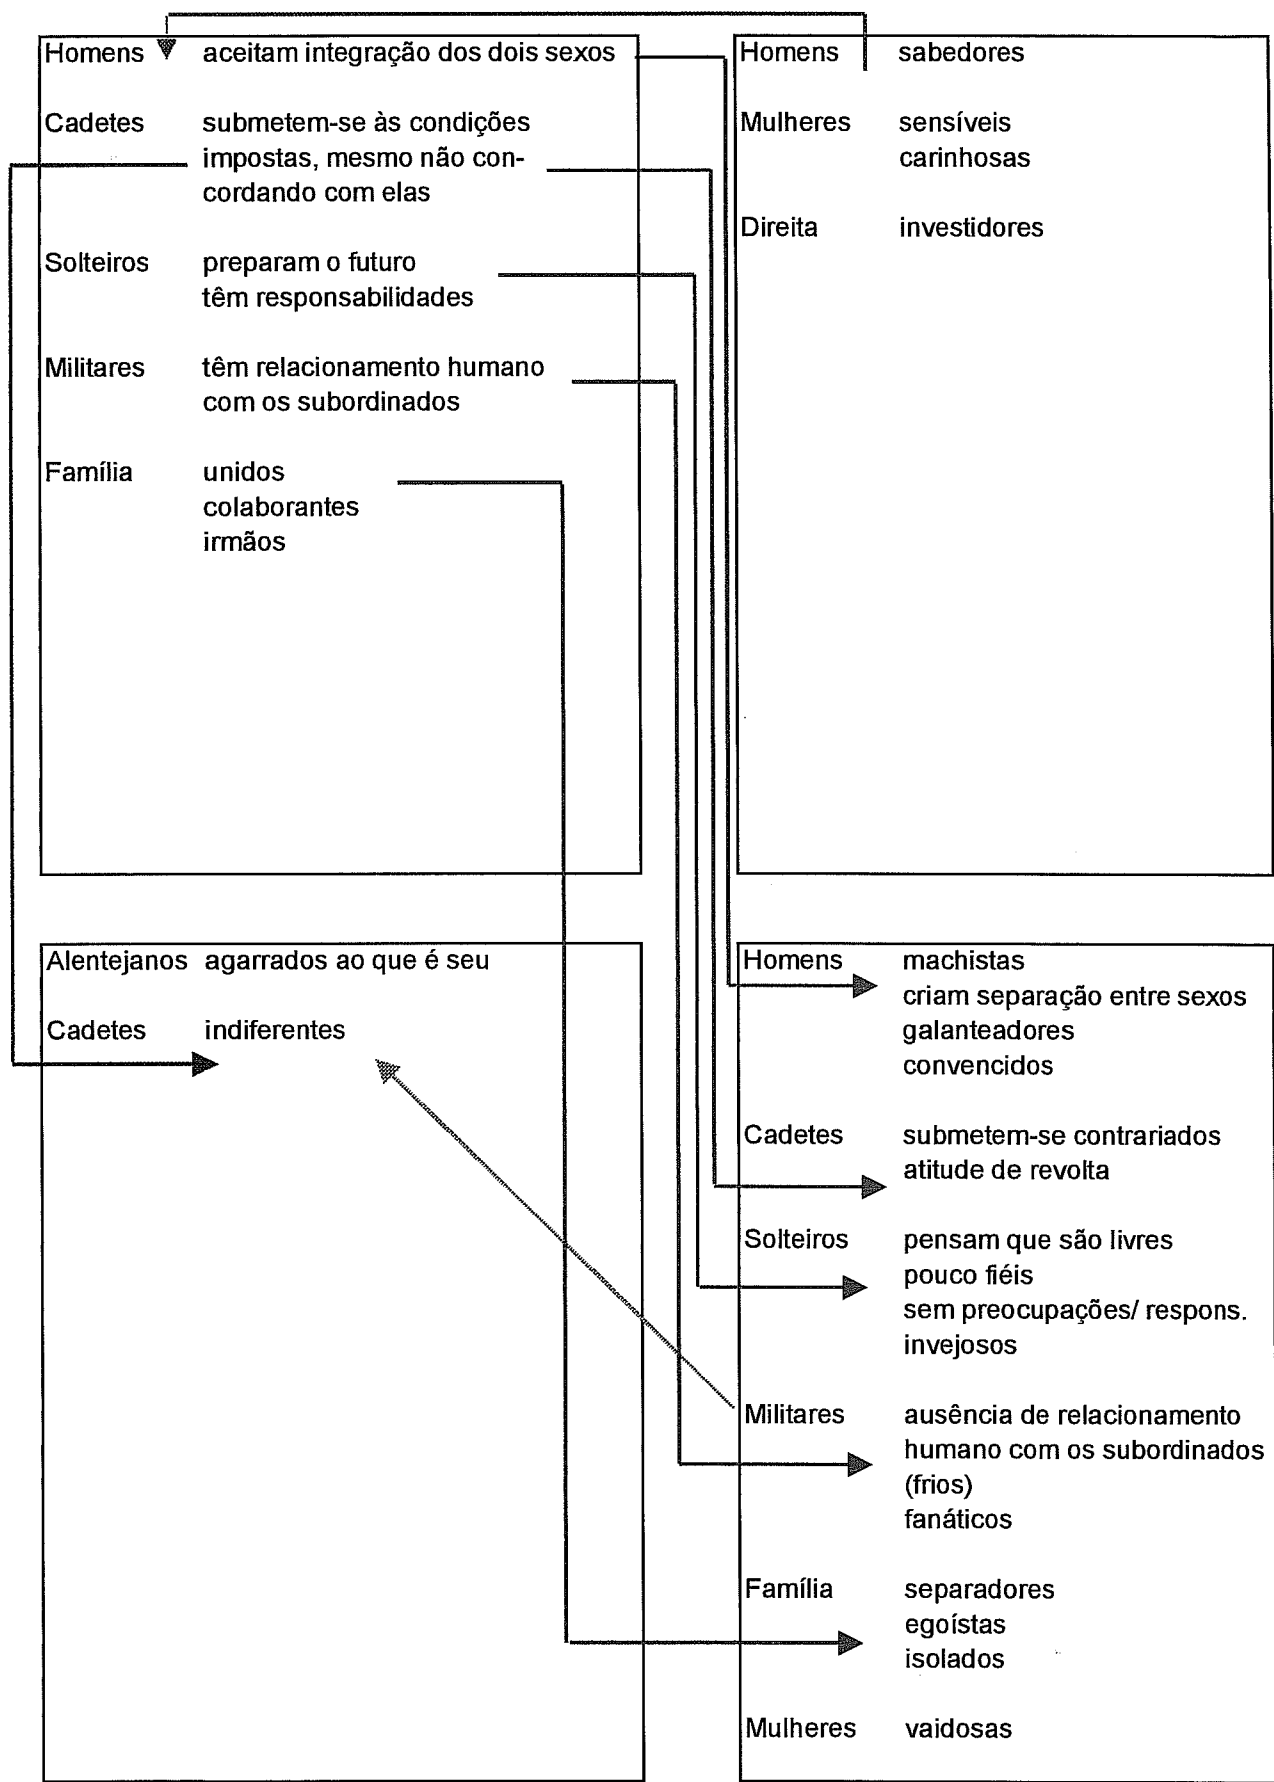 Homens aceitam integração dos dois sexos
Cadetes submetem-se às condições
impostas, mesmo não con-
cordando com elas
Solteiros preparam o futuro
têm responsabilidades
Militares têm relacionamento humano
com os subordinados
Família unidos
colaborantes
irmãos
Homens sabedores
Mulheres sensíveis
carinhosas
Direita investidores
Alentejanos agarrados ao que é seu
Cadetes indiferentes
Homens machistas
criam separação entre sexos
galanteadores
convencidos
Cadetes submetem-se contrariados
atitude de revolta
Solteiros pensam que são livres
pouco fiéis
sem preocupações/ respons.
invejosos
Militares ausência de relacionamento
humano com os subordinados
(frios)
fanáticos
Família separadores
egoístas
isolados
Mulheres vaidosas